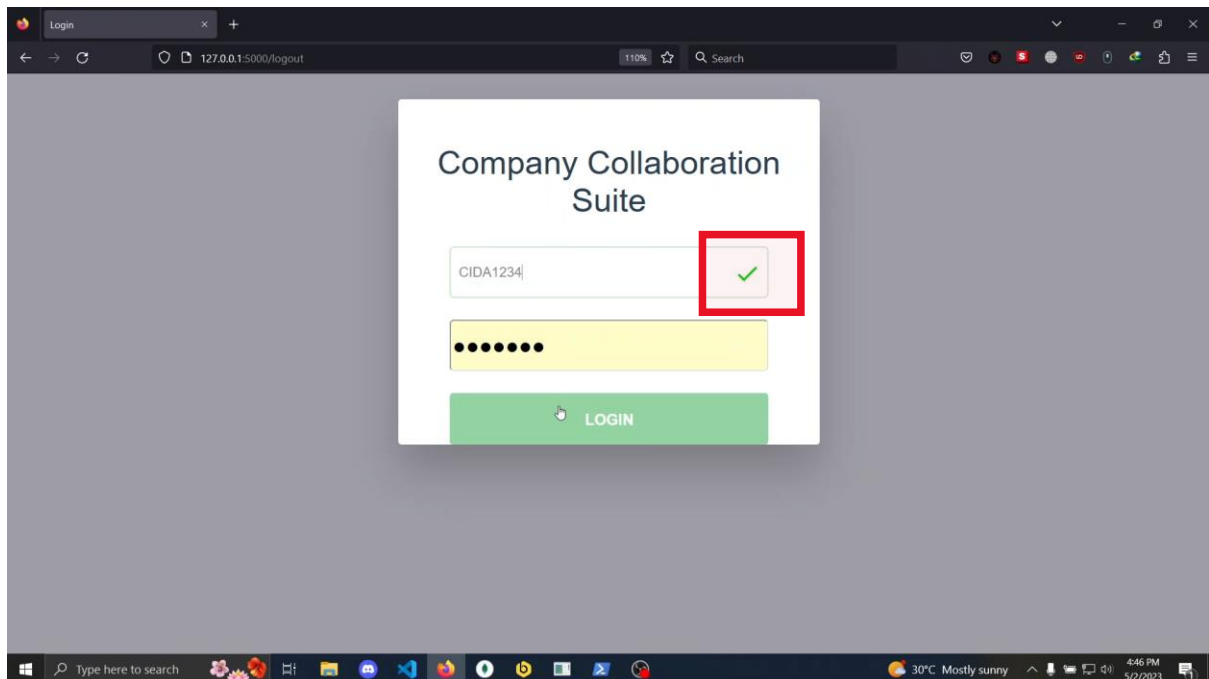 Login
127.0.0.1:5000/logout
110%
Search
Company Collaboration
Suite
CIDA1234
LOGIN
Type here to search
30°C Mostly sunny
4:46 PM
5/2/2023